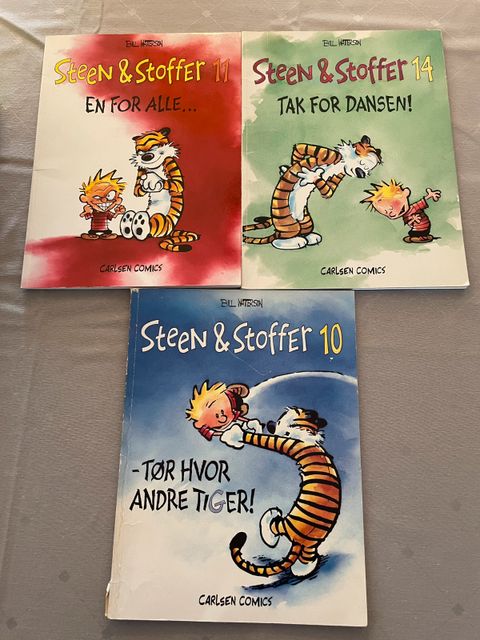 BILL WATTERSON
STEEN & STOFFER 11
EN FOR ALLE...
CARLSEN COMICS
BILL WATTERSON
STEEN & STOFFER 14
TAK FOR DANSEN!
CARLSEN COMICS
BILL WATTERSON
STEEN & STOFFER 10
- TØR HVOR
ANDRE TIGER!
CARLSEN COMICS